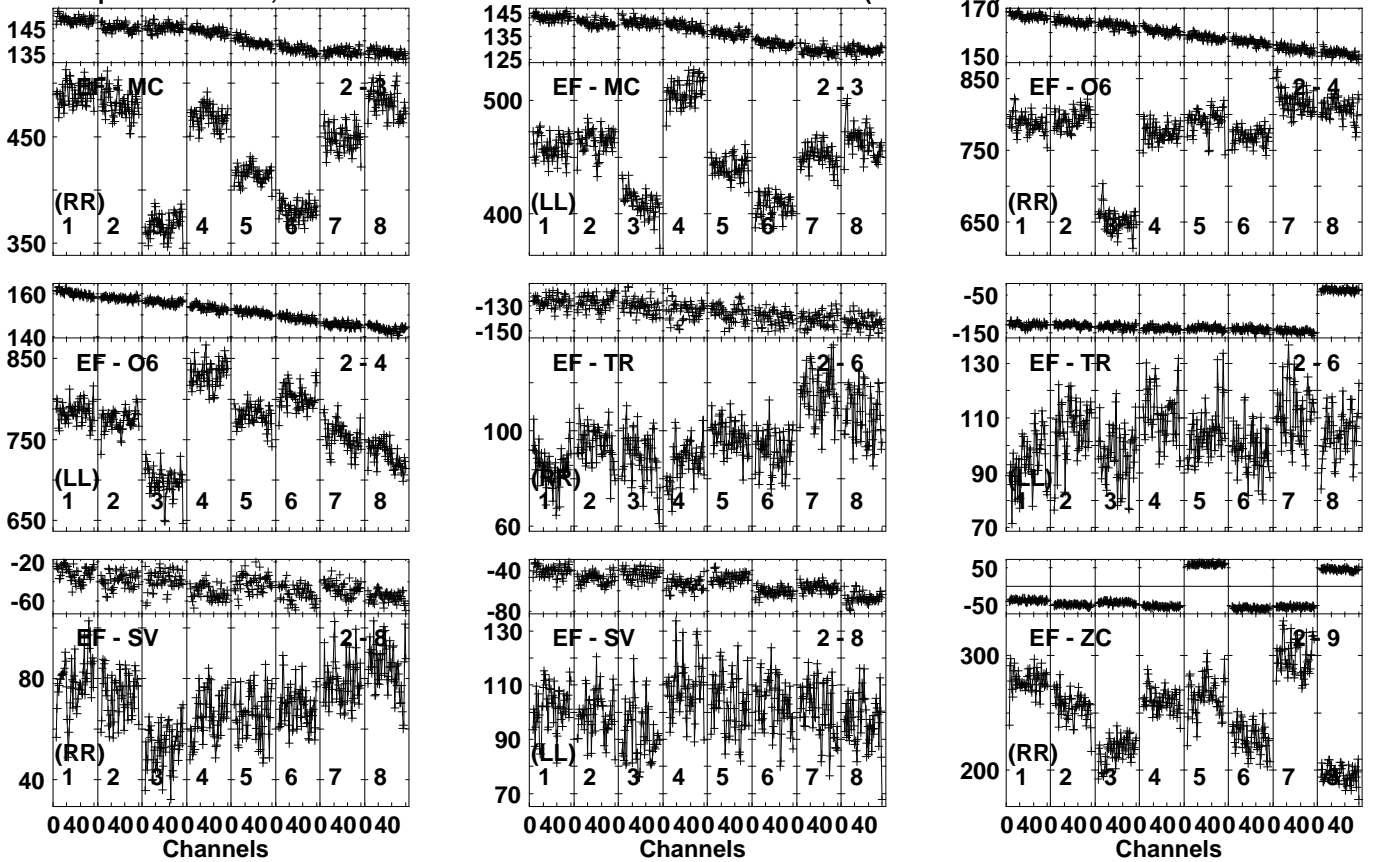 145
135
EF - MC 2 - 3
450
(RR)
1 2 3 4 5 6 7 8
350
145
135
125
EF - MC 2 - 3
500
(LL)
400
1 2 3 4 5 6 7 8
170
150
850
EF - O6 2 - 4
750
(RR)
650
1 2 3 4 5 6 7 8
160
140
850
EF - O6 2 - 4
750
(LL)
1 2 3 4 5 6 7 8
650
-130
-150
EF - TR 2 - 6
100
(RR)
1 2 3 4 5 6 7 8
60
-50
-150
130
EF - TR 2 - 6
110
90
(LL)
1 2 3 4 5 6 7 8
70
-20
-60
EF - SV 2 - 8
80
(RR)
1 2 3 4 5 6 7 8
40
0 40 0 40 0 40 0 40 0 40 0 40 0 40 0 40
Channels
-40
-80
130
EF - SV 2 - 8
110
90
(LL)
1 2 3 4 5 6 7 8
70
0 40 0 40 0 40 0 40 0 40 0 40 0 40 0 40
Channels
50
-50
EF - ZC 2 - 9
300
(RR)
200
1 2 3 4 5 6 7 8
0 40 0 40 0 40 0 40 0 40 0 40 0 40 0 40
Channels